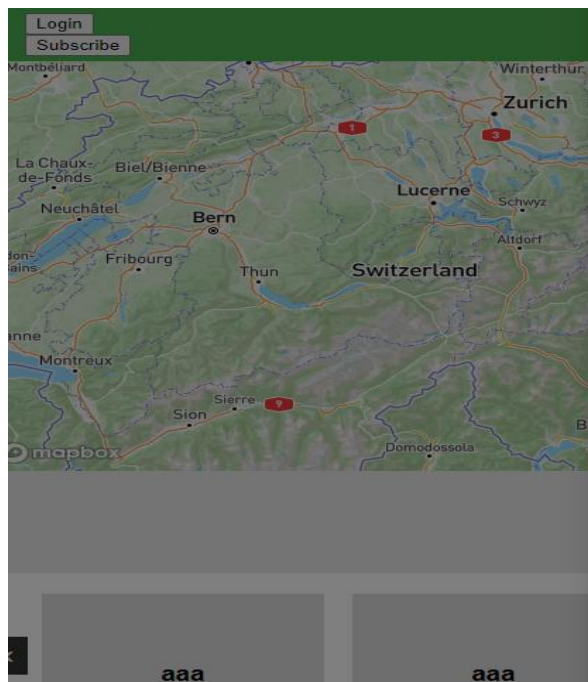 Login
Subscribe
Montbéliard
Winterthur
Zurich
1
3
La Chaux-
de-Fonds
Biel/Bienne
Lucerne
Neuchâtel
Schwyz
Bern
Altdorf
Fribourg
Thun
Switzerland
anne
Montreux
Sierre
9
Sion
mapbox
Domodossola
B
aaa
aaa